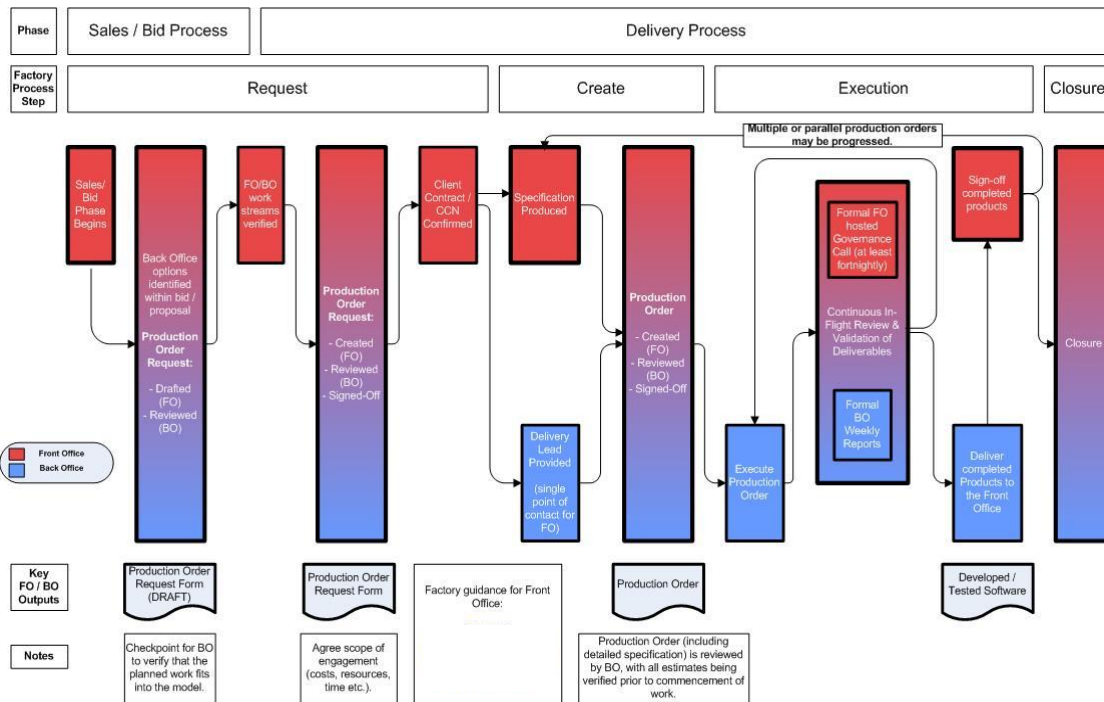 Phase
Sales / Bid Process
Delivery Process
Factory
Process
Step
Request
Create
Execution
Closure
Multiple or parallel production orders
may be progressed.
Sales/
Bid
Phase
Begins
Back Office
options
identified
within bid /
proposal
Production
Order
Request:
- Drafted
(FO)
- Reviewed
(BO)
FO/BO
work
streams
verified
Production
Order
Request:
- Created
(FO)
- Reviewed
(BO)
- Signed-Off
Client
Contract /
CCN
Confirmed
Specification
Produced
Delivery
Lead
Provided
(single
point of
contact for
FO)
Production
Order
- Created
(FO)
- Reviewed
(BO)
- Signed-Off
Execute
Production
Order
Formal FO
hosted
Governance
Call (at least
fortnightly)
Continuous In-
Flight Review &
Validation of
Deliverables
Formal
BO
Weekly
Reports
Sign-off
completed
products
Deliver
completed
Products to
the Front
Office
Closure
Front Office
Back Office
Key
FO / BO
Outputs
Production Order
Request Form
(DRAFT)
Production Order
Request Form
Factory guidance for Front
Office:
Production Order
Developed /
Tested Software
Notes
Checkpoint for BO
to verify that the
planned work fits
into the model.
Agree scope of
engagement
(costs, resources,
time etc.).
Production Order (including
detailed specification) is reviewed
by BO, with all estimates being
verified prior to commencement of
work.